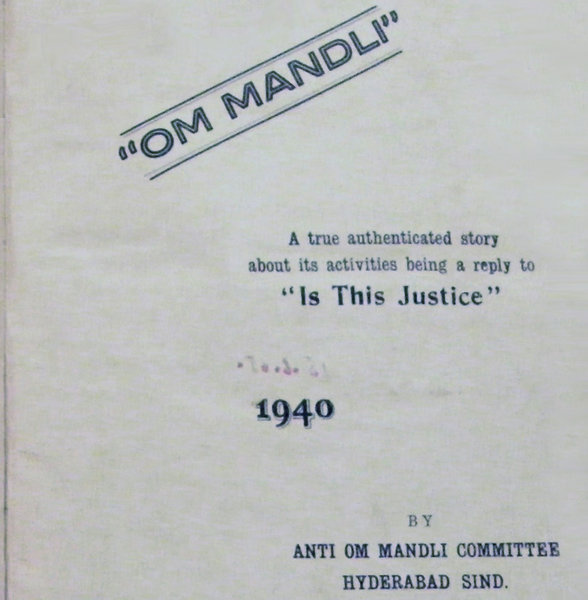 "OM MANDLI"
A true authenticated story
about its activities being a reply to
"Is This Justice"
1940
BY
ANTI OM MANDLI COMMITTEE
HYDERABAD SIND.